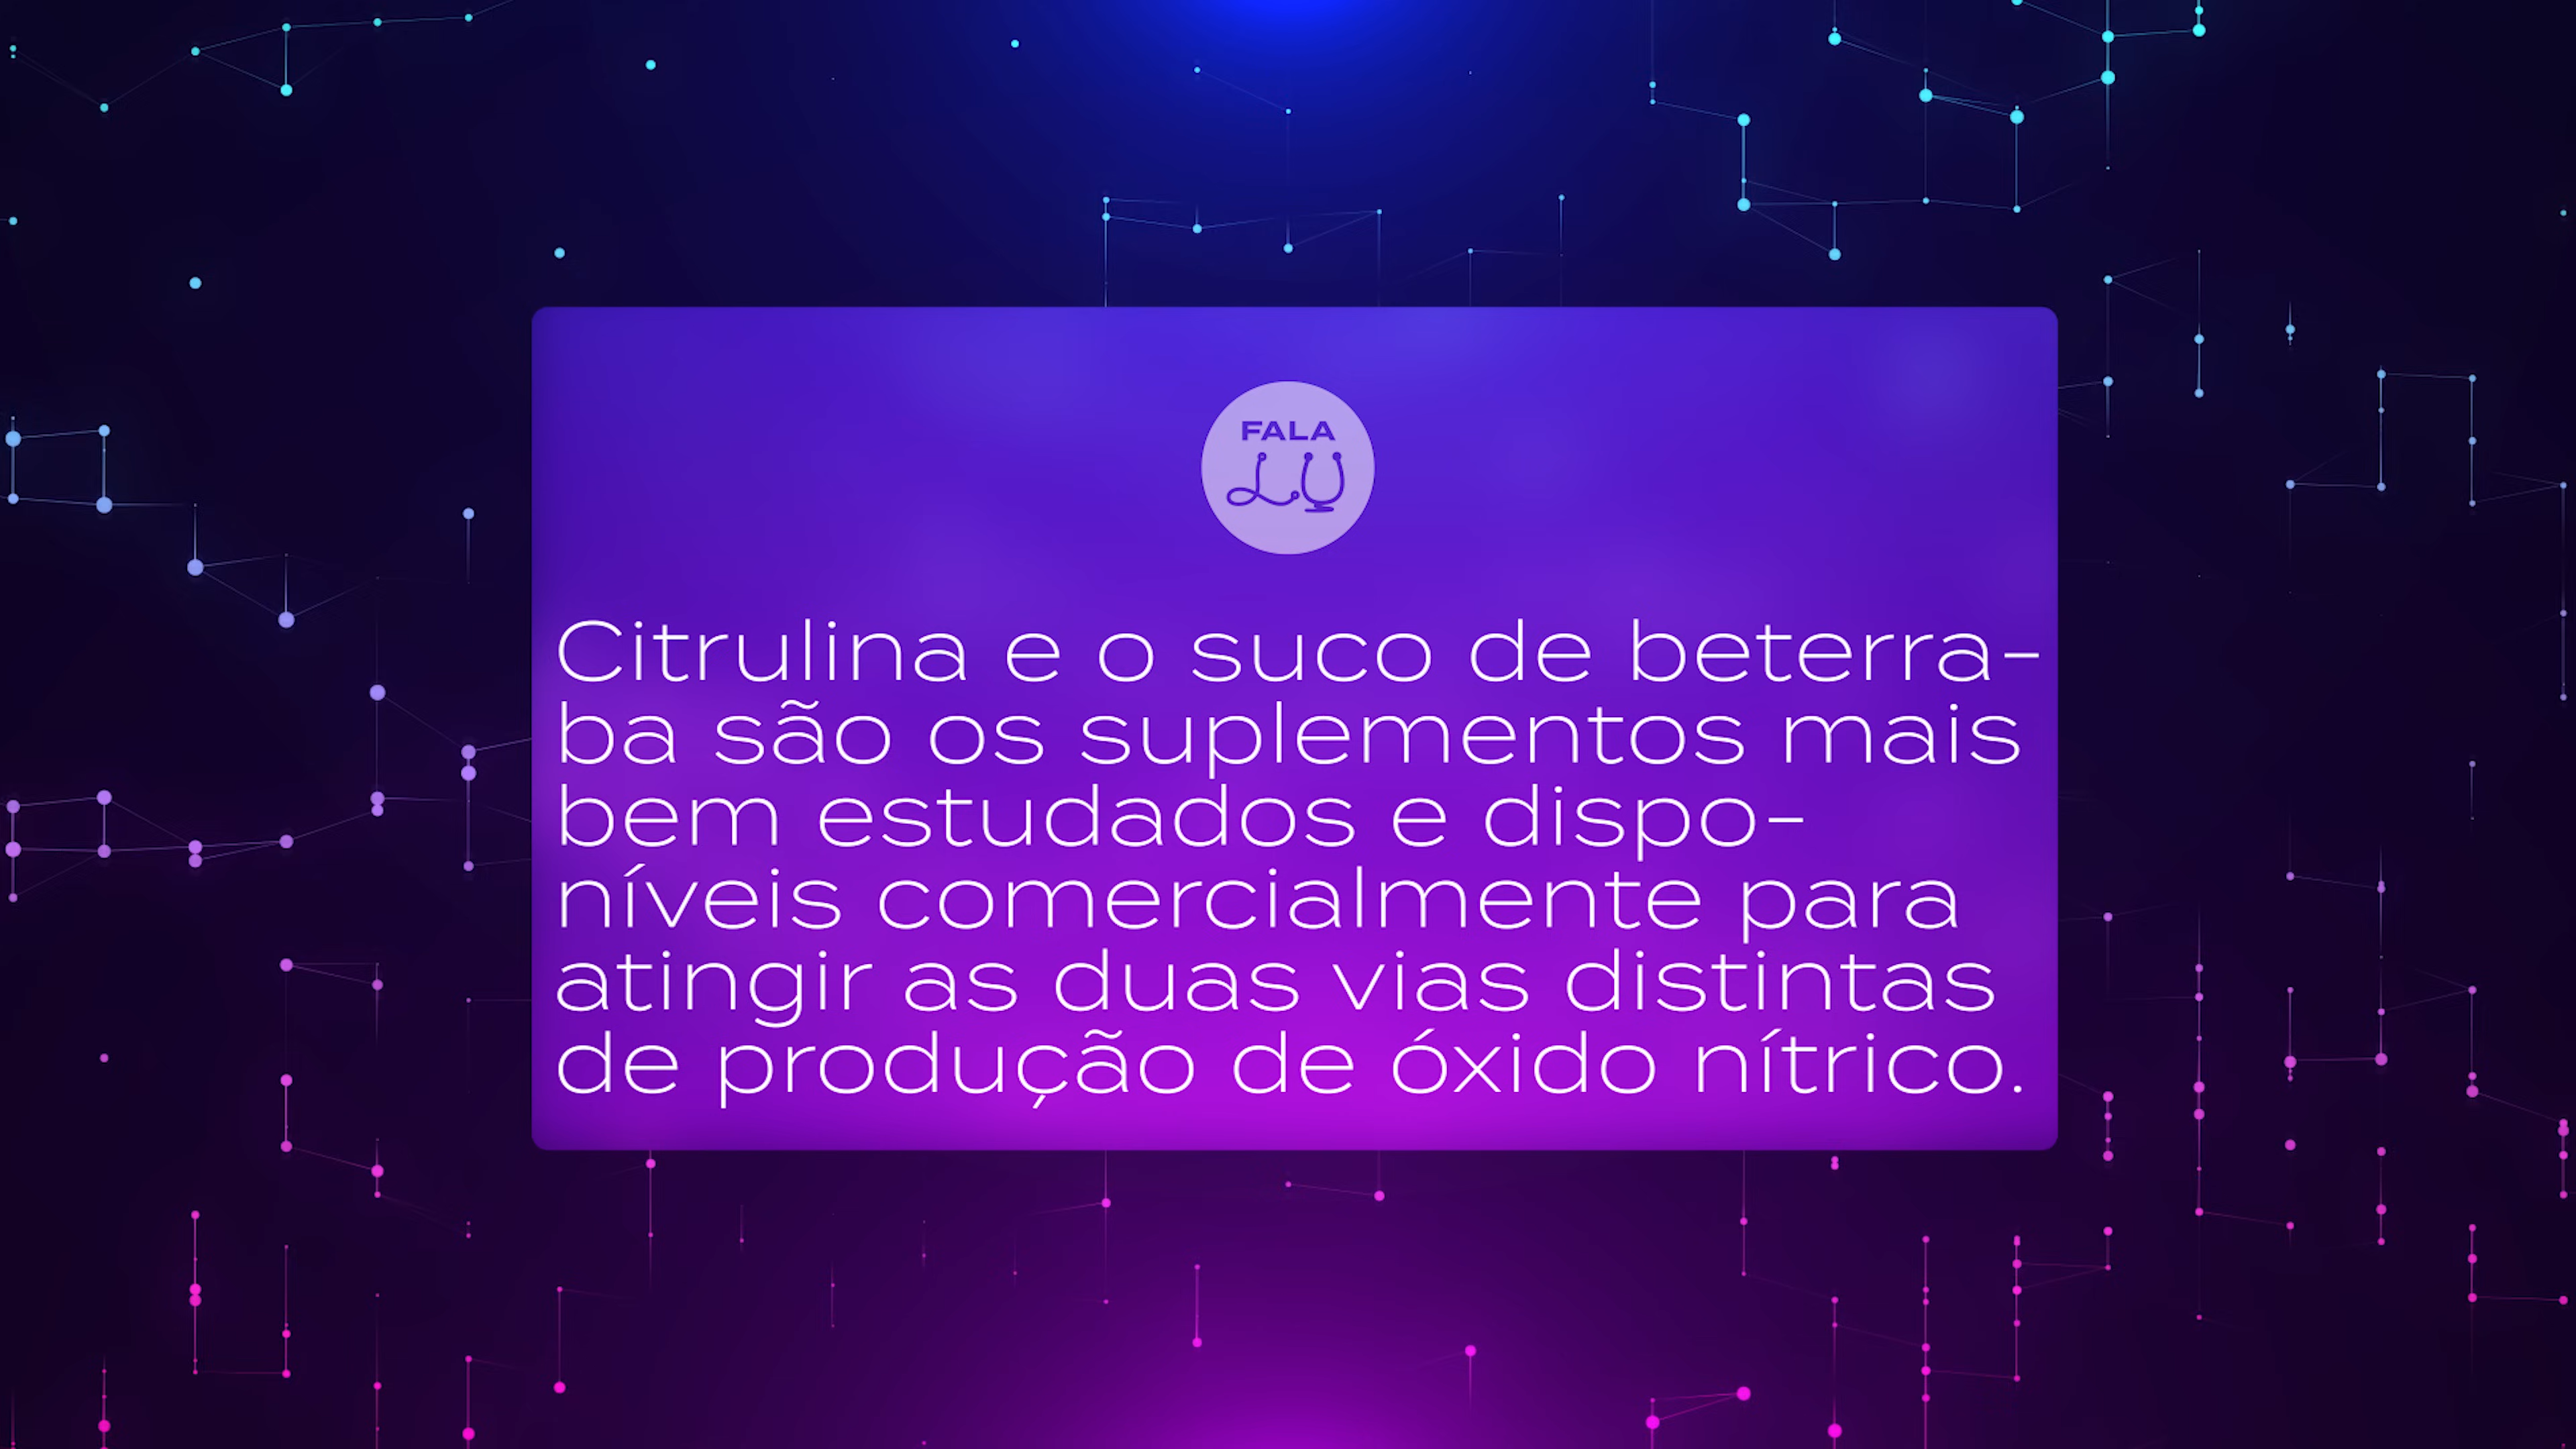 FALA
LU
Citrulina e o suco de beterra-
ba são os suplementos mais
bem estudados e dispo-
níveis comercialmente para
atingir as duas vias distintas
de produção de óxido nítrico.